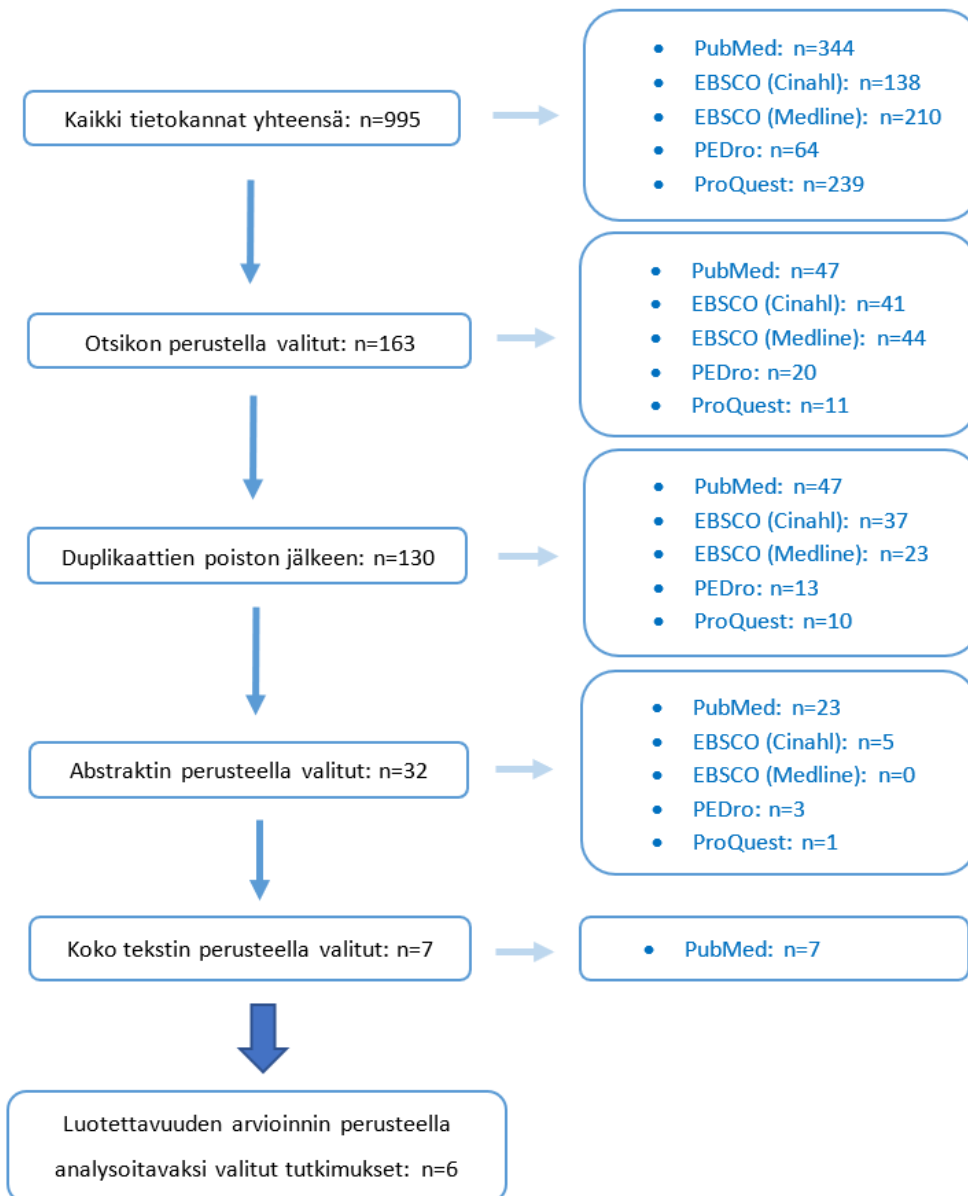 Kaikki tietokannat yhteensä: n=995
• PubMed: n=344
• EBSCO (Cinahl): n=138
• EBSCO (Medline): n=210
• PEDro: n=64
• ProQuest: n=239
Otsikon perustella valitut: n=163
• PubMed: n=47
• EBSCO (Cinahl): n=41
• EBSCO (Medline): n=44
• PEDro: n=20
• ProQuest: n=11
Duplikaattien poiston jälkeen: n=130
• PubMed: n=47
• EBSCO (Cinahl): n=37
• EBSCO (Medline): n=23
• PEDro: n=13
• ProQuest: n=10
Abstraktin perusteella valitut: n=32
• PubMed: n=23
• EBSCO (Cinahl): n=5
• EBSCO (Medline): n=0
• PEDro: n=3
• ProQuest: n=1
Koko tekstin perusteella valitut: n=7
• PubMed: n=7
Luotettavuuden arvioinnin perusteella
analysoitavaksi valitut tutkimukset: n=6